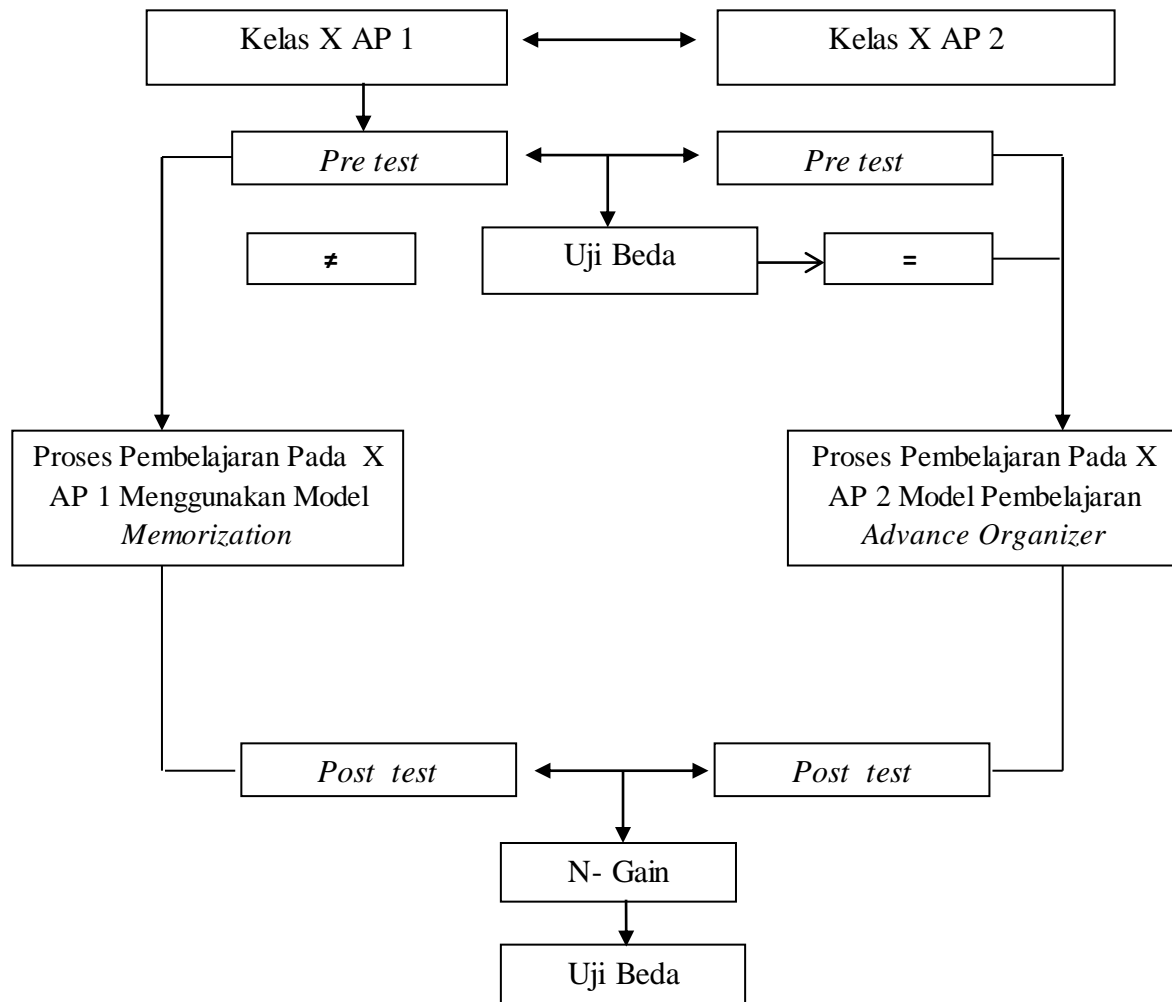 Kelas X AP 1
Kelas X AP 2
Pre test
Pre test
≠
Uji Beda
=
Proses Pembelajaran Pada X
AP 1 Menggunakan Model
Memorization
Proses Pembelajaran Pada X
AP 2 Model Pembelajaran
Advance Organizer
Post test
Post test
N- Gain
Uji Beda